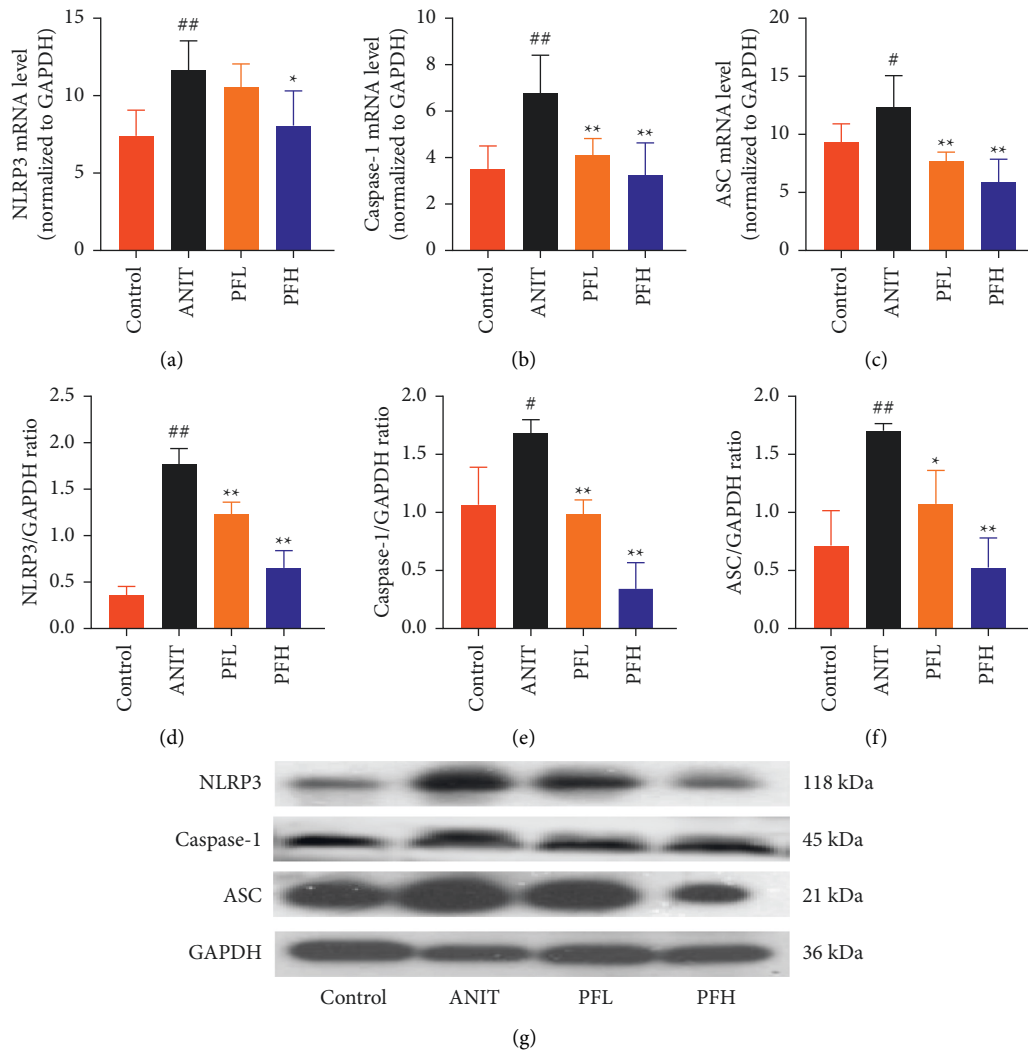 NLRP3 mRNA level
(normalized to GAPDH)
15
10
5
0
##
*
Control
ANIT
PFL
PFH
(a)
Caspase-1 mRNA level
(normalized to GAPDH)
10
8
6
4
2
0
##
**
**
Control
ANIT
PFL
PFH
(b)
ASC mRNA level
(normalized to GAPDH)
20
15
10
5
0
#
**
**
Control
ANIT
PFL
PFH
(c)
NLRP3/GAPDH ratio
2.5
2.0
1.5
1.0
0.5
0.0
##
**
**
Control
ANIT
PFL
PFH
(d)
Caspase-1/GAPDH ratio
2.0
1.5
1.0
0.5
0.0
#
**
**
Control
ANIT
PFL
PFH
(e)
ASC/GAPDH ratio
2.0
1.5
1.0
0.5
0.0
##
*
**
Control
ANIT
PFL
PFH
(f)
NLRP3 118 kDa
Caspase-1 45 kDa
ASC 21 kDa
GAPDH 36 kDa
Control ANIT PFL PFH
(g)